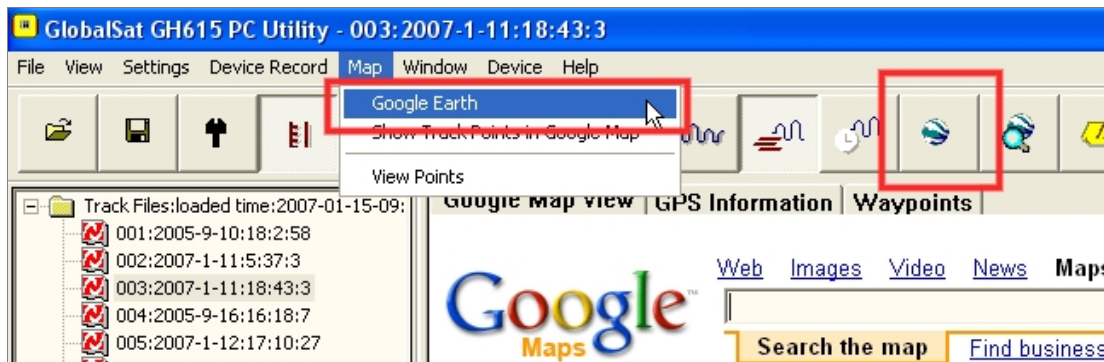 GlobalSat GH615 PC Utility - 003:2007-1-11:18:43:3
File View Settings Device Record Map Window Device Help
Google Earth
Show Track Points in Google Map
View Points
Track Files:loaded time:2007-01-15-09:
001:2005-9-10:18:2:58
002:2007-1-11:5:37:3
003:2007-1-11:18:43:3
004:2005-9-16:16:18:7
005:2007-1-12:17:10:27
Google Map View GPS Information Waypoints
Web Images Video News Maps
Google™
Maps
Search the map Find business